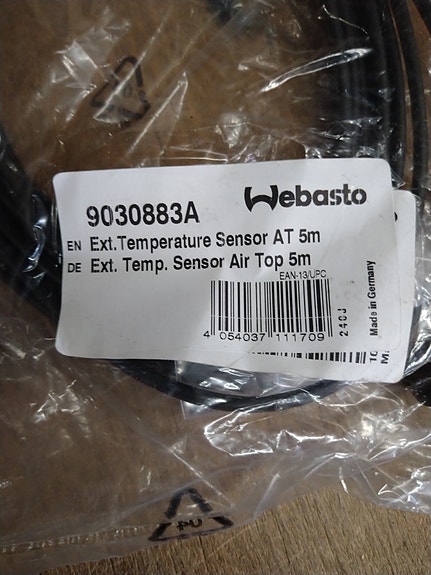 Webasto
9030883A
EN Ext.Temperature Sensor AT 5m
DE Ext. Temp. Sensor Air Top 5m
EAN-13/UPC
4 054037 111709
Made in Germany
PU